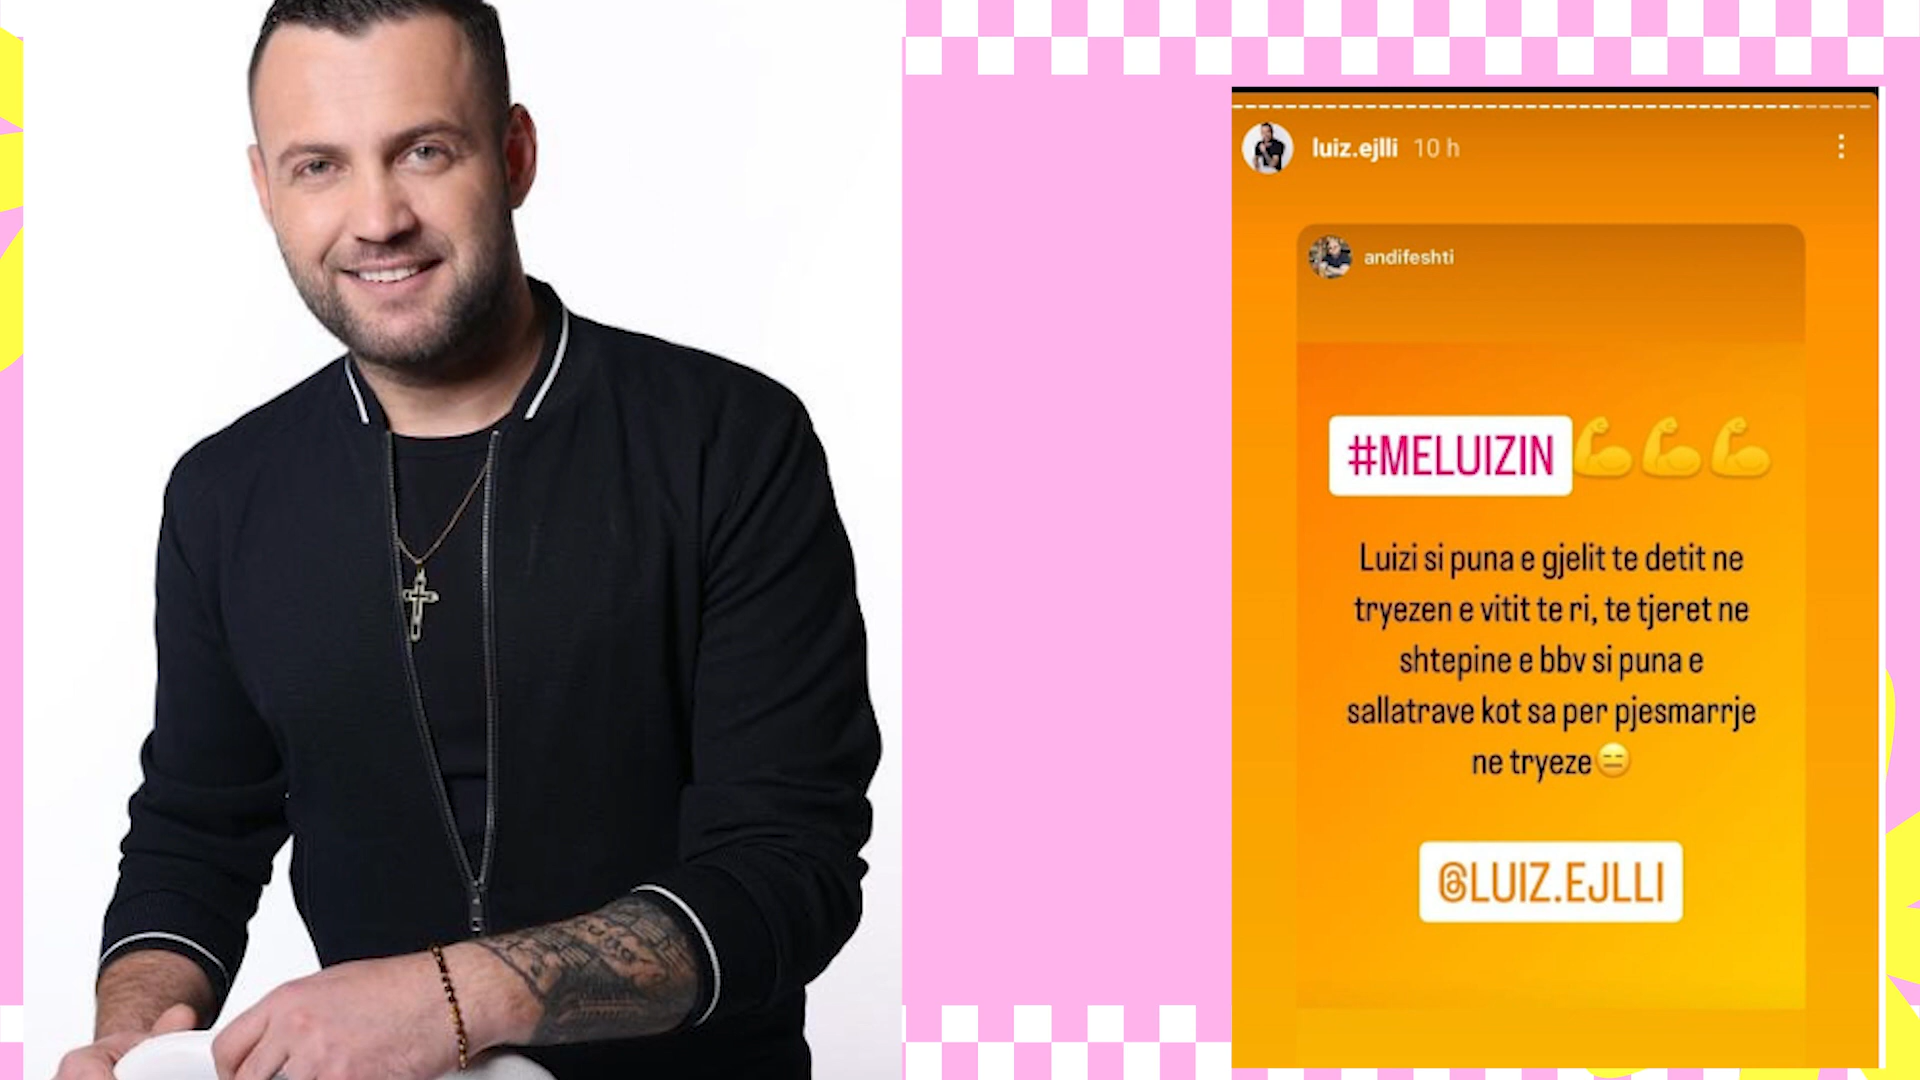 luiz.ejlli 10 h
andifeshti
#MELUIZIN
Luizi si puna e gjelit te detit ne
tryezen e vitit te ri, te tjeret ne
shtepine e bbv si puna e
sallatrave kot sa per pjesmarrje
ne tryeze
@LUIZ.EJLLI